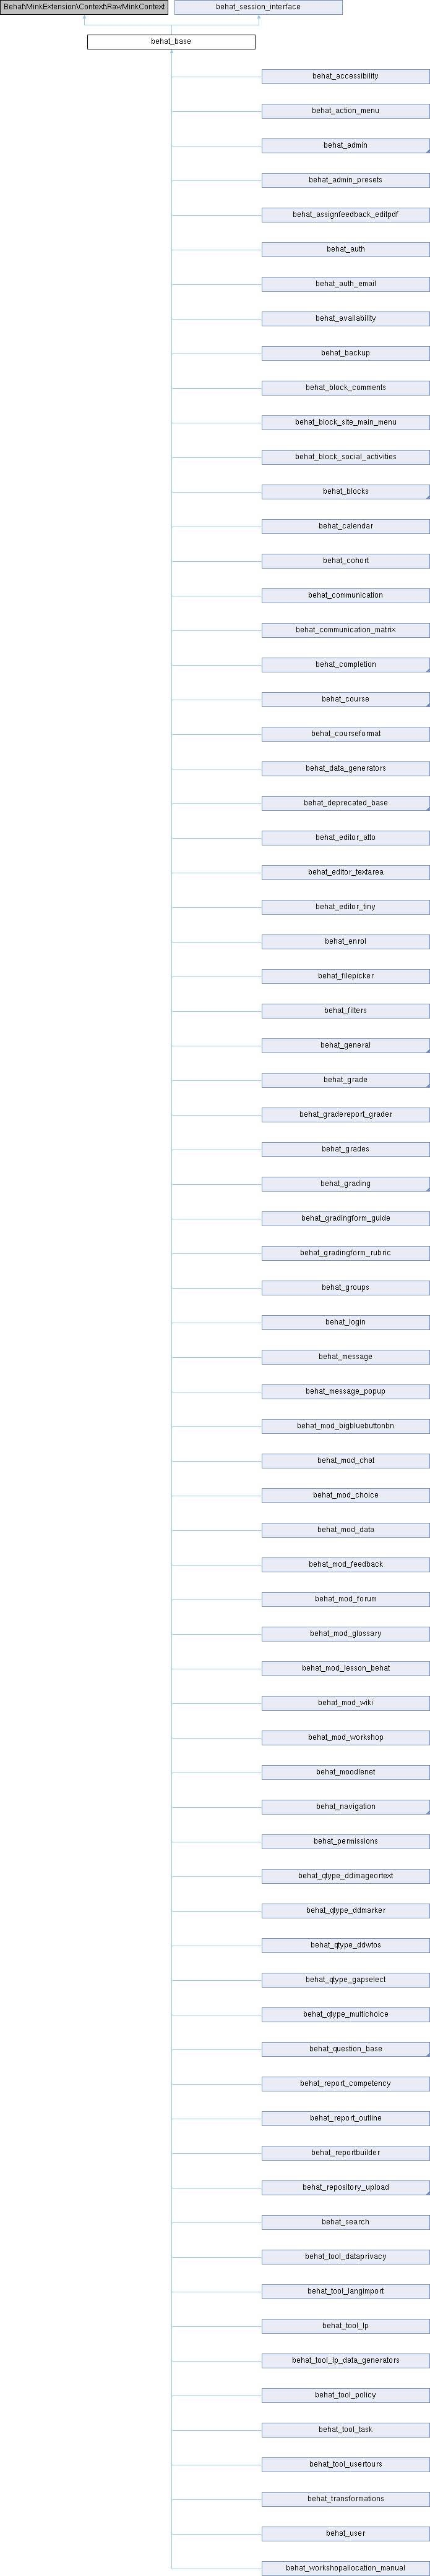 Behat\MinkExtension\Context\RawMinkContext
behat_session_interface
behat_base
behat_accessibility
behat_action_menu
behat_admin
behat_admin_presets
behat_assignfeedback_editpdf
behat_auth
behat_auth_email
behat_availability
behat_backup
behat_block_comments
behat_block_site_main_menu
behat_block_social_activities
behat_blocks
behat_calendar
behat_cohort
behat_communication
behat_communication_matrix
behat_completion
behat_course
behat_courseformat
behat_data_generators
behat_deprecated_base
behat_editor_atto
behat_editor_textarea
behat_editor_tiny
behat_enrol
behat_filepicker
behat_filters
behat_general
behat_grade
behat_gradereport_grader
behat_grades
behat_grading
behat_gradingform_guide
behat_gradingform_rubric
behat_groups
behat_login
behat_message
behat_message_popup
behat_mod_bigbluebuttonbn
behat_mod_chat
behat_mod_choice
behat_mod_data
behat_mod_feedback
behat_mod_forum
behat_mod_glossary
behat_mod_lesson_behat
behat_mod_wiki
behat_mod_workshop
behat_moodlenet
behat_navigation
behat_permissions
behat_qtype_ddimageortext
behat_qtype_ddmarker
behat_qtype_ddwtos
behat_qtype_gapselect
behat_qtype_multichoice
behat_question_base
behat_report_competency
behat_report_outline
behat_reportbuilder
behat_repository_upload
behat_search
behat_tool_dataprivacy
behat_tool_langimport
behat_tool_lp
behat_tool_lp_data_generators
behat_tool_policy
behat_tool_task
behat_tool_usertours
behat_transformations
behat_user
behat_workshopallocation_manual